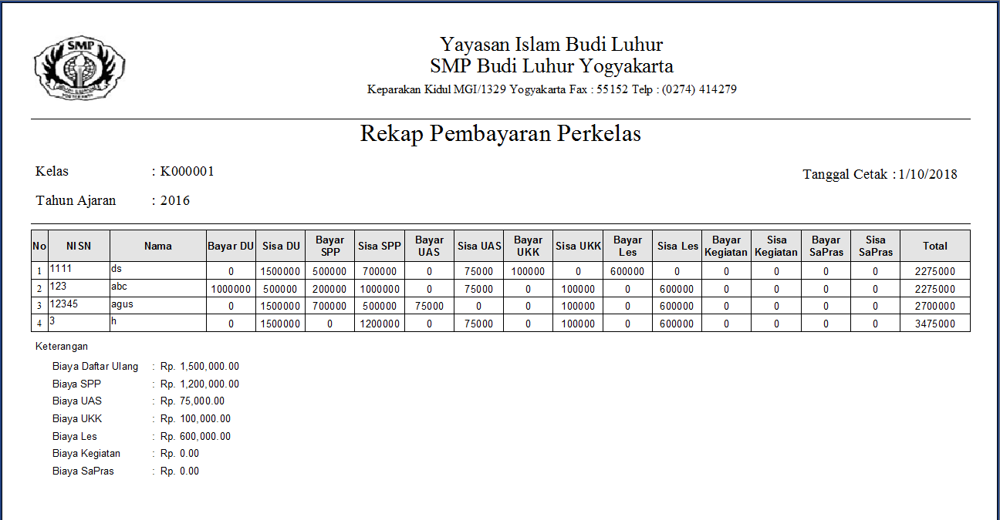 SMP
Yayasan Islam Budi Luhur
SMP Budi Luhur Yogyakarta
Keparakan Kidul MGI/1329 Yogyakarta Fax : 55152 Telp : (0274) 414279
Rekap Pembayaran Perkelas
Kelas : K000001
Tanggal Cetak :1/10/2018
Tahun Ajaran : 2016
No NISN Nama Bayar DU Sisa DU Bayar SPP Sisa SPP Bayar UAS Sisa UAS Bayar UKK Sisa UKK Bayar Les Sisa Les Bayar Kegiatan Sisa Kegiatan Bayar SaPras Sisa SaPras Total
1 1111 ds 0 1500000 500000 700000 0 75000 100000 0 600000 0 0 0 0 0 2275000
2 123 abc 1000000 500000 200000 1000000 0 75000 0 100000 0 600000 0 0 0 0 2275000
3 12345 agus 0 1500000 700000 500000 75000 0 0 100000 0 600000 0 0 0 0 2700000
4 3 h 0 1500000 0 1200000 0 75000 0 100000 0 600000 0 0 0 0 3475000
Keterangan
Biaya Daftar Ulang : Rp. 1,500,000.00
Biaya SPP : Rp. 1,200,000.00
Biaya UAS : Rp. 75,000.00
Biaya UKK : Rp. 100,000.00
Biaya Les : Rp. 600,000.00
Biaya Kegiatan : Rp. 0.00
Biaya SaPras : Rp. 0.00